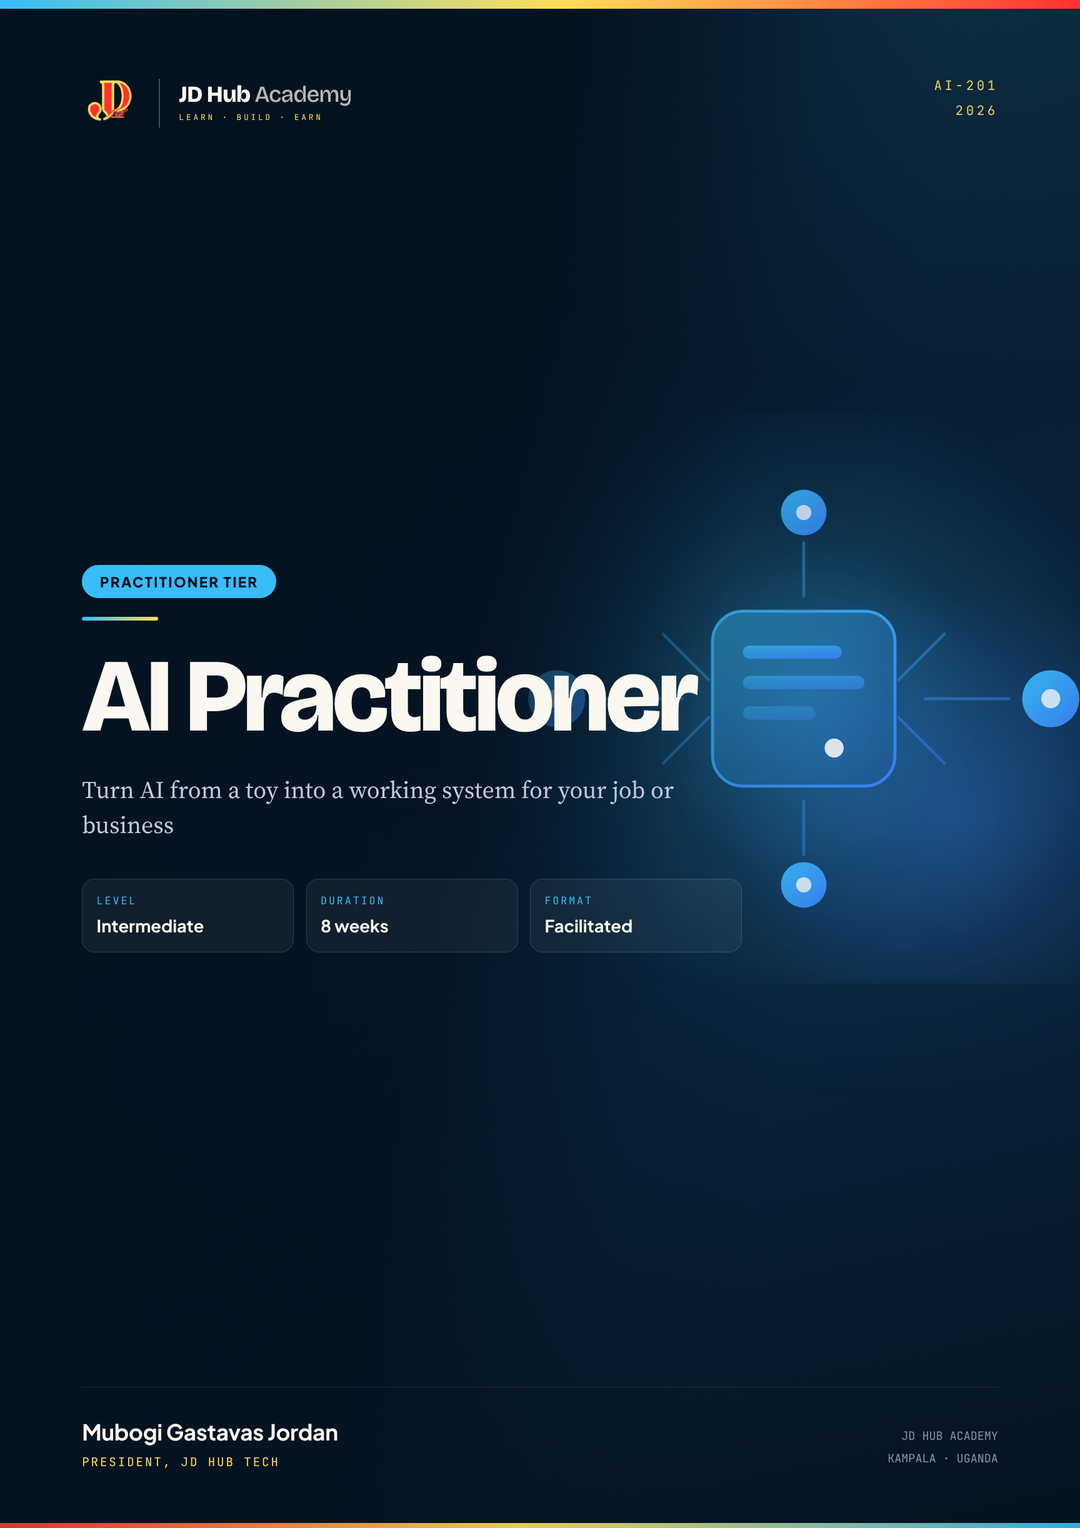 JD Hub Academy
LEARN · BUILD · EARN
AI-201
2026
PRACTITIONER TIER
AI Practitioner
Turn AI from a toy into a working system for your job or
business
LEVEL
Intermediate
DURATION
8 weeks
FORMAT
Facilitated
Mubogi Gastavas Jordan
PRESIDENT, JD HUB TECH
JD HUB ACADEMY
KAMPALA · UGANDA